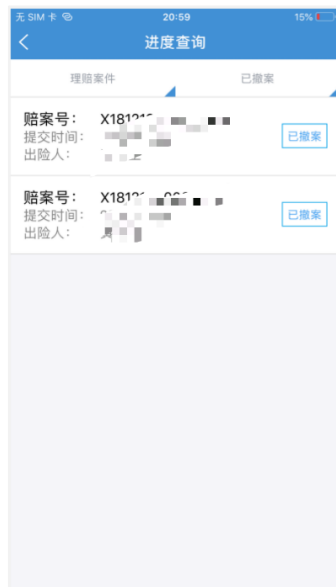 无 SIM 卡 20:59 15%
进度查询
理赔案件 已撤案
赔案号：
提交时间：
出险人：
已撤案
赔案号：
提交时间：
出险人：
已撤案